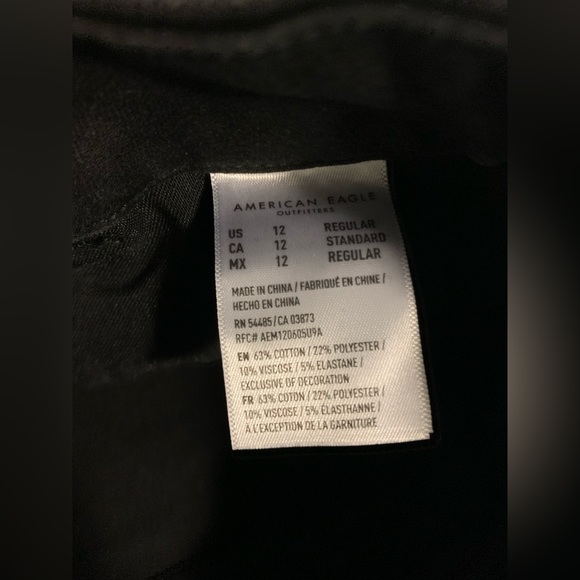 AMERICAN EAGLE
OUTFITTERS
US 12 REGULAR
CA 12 STANDARD
MX 12 REGULAR
MADE IN CHINA / FABRIQUÉ EN CHINE /
HECHO EN CHINA
RN 54485 / CA 03873
RFC# AEM120605U9A
EN 63% COTTON / 22% POLYESTER /
10% VISCOSE / 5% ELASTANE /
EXCLUSIVE OF DECORATION
FR 63% COTON / 22% POLYESTER /
10% VISCOSE / 5% ÉLASTHANNE /
À L'EXCEPTION DE LA GARNITURE